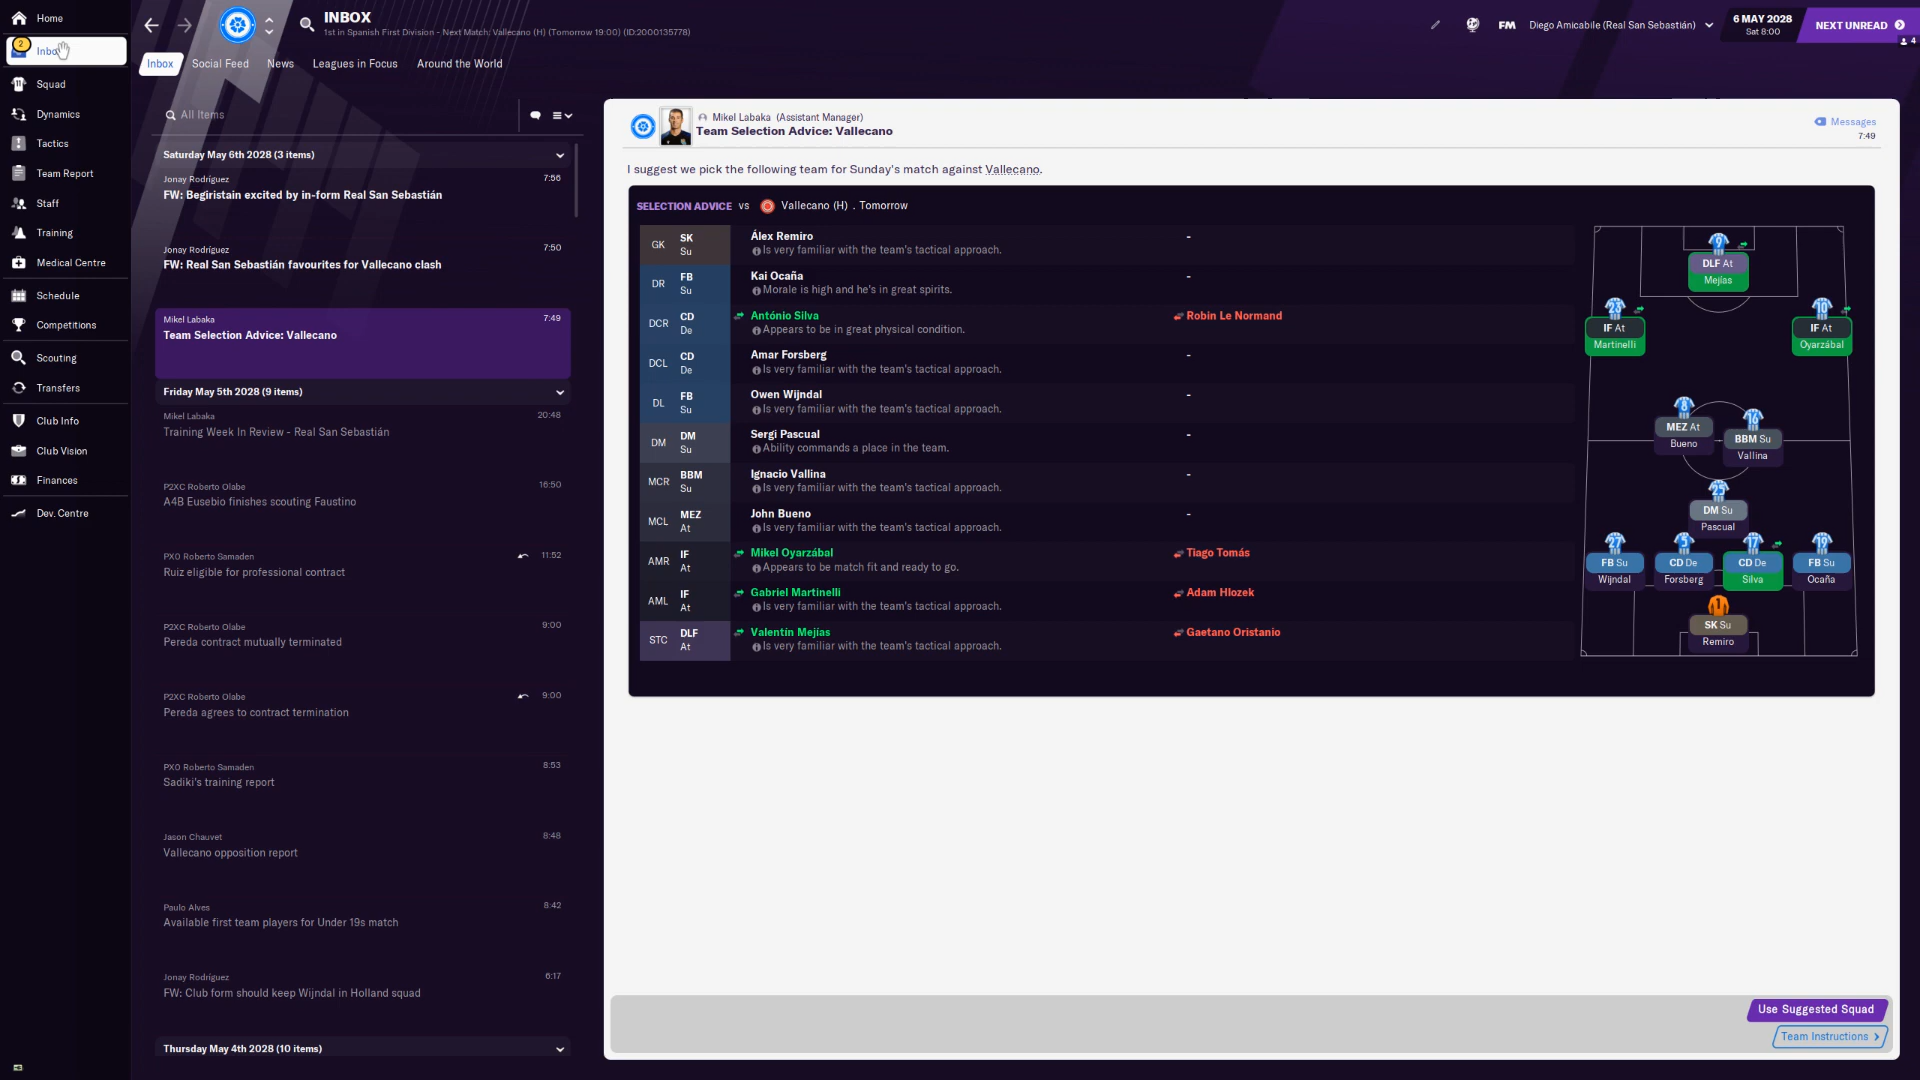 Home
2
Inbox
Squad
Dynamics
Tactics
Team Report
Staff
Training
Medical Centre
Schedule
Competitions
Scouting
Transfers
Club Info
Club Vision
Finances
Dev. Centre
INBOX
1st in Spanish First Division - Next Match: Vallecano (H) (Tomorrow 19:00) (ID:2000135778)
FM
Diego Amicabile (Real San Sebastián)
6 MAY 2028
Sat 8:00
NEXT UNREAD
4
Inbox
Social Feed
News
Leagues in Focus
Around the World
All Items
Saturday May 6th 2028 (3 items)
Jonay Rodríguez 7:56
FW: Begiristain excited by in-form Real San Sebastián
Jonay Rodríguez 7:50
FW: Real San Sebastián favourites for Vallecano clash
Mikel Labaka 7:49
Team Selection Advice: Vallecano
Friday May 5th 2028 (9 items)
Mikel Labaka 20:48
Training Week In Review - Real San Sebastián
P2XC Roberto Olabe 16:50
A4B Eusebio finishes scouting Faustino
PX0 Roberto Samaden 11:52
Ruiz eligible for professional contract
P2XC Roberto Olabe 9:00
Pereda contract mutually terminated
P2XC Roberto Olabe 9:00
Pereda agrees to contract termination
PX0 Roberto Samaden 8:53
Sadiki's training report
Jason Chauvet 8:48
Vallecano opposition report
Paulo Alves 8:42
Available first team players for Under 19s match
Jonay Rodríguez 6:17
FW: Club form should keep Wijndal in Holland squad
Thursday May 4th 2028 (10 items)
Mikel Labaka (Assistant Manager)
Team Selection Advice: Vallecano
Messages
7:49
I suggest we pick the following team for Sunday's match against Vallecano.
SELECTION ADVICE vs Vallecano (H) . Tomorrow
GK SK Su Álex Remiro -
Is very familiar with the team's tactical approach.
DR FB Su Kai Ocaña -
Morale is high and he's in great spirits.
DCR CD De António Silva Robin Le Normand
Appears to be in great physical condition.
DCL CD De Amar Forsberg -
Is very familiar with the team's tactical approach.
DL FB Su Owen Wijndal -
Is very familiar with the team's tactical approach.
DM DM Su Sergi Pascual -
Ability commands a place in the team.
MCR BBM Su Ignacio Vallina -
Is very familiar with the team's tactical approach.
MCL MEZ At John Bueno -
Is very familiar with the team's tactical approach.
AMR IF At Mikel Oyarzábal Tiago Tomás
Appears to be match fit and ready to go.
AML IF At Gabriel Martinelli Adam Hlozek
Is very familiar with the team's tactical approach.
STC DLF At Valentín Mejías Gaetano Oristanio
Is very familiar with the team's tactical approach.
9
DLF At
Mejías
23 10
IF At IF At
Martinelli Oyarzábal
8
MEZ At
Bueno
16
BBM Su
Vallina
25
DM Su
Pascual
27 5 17 19
FB Su CD De CD De FB Su
Wijndal Forsberg Silva Ocaña
1
SK Su
Remiro
Use Suggested Squad
Team Instructions